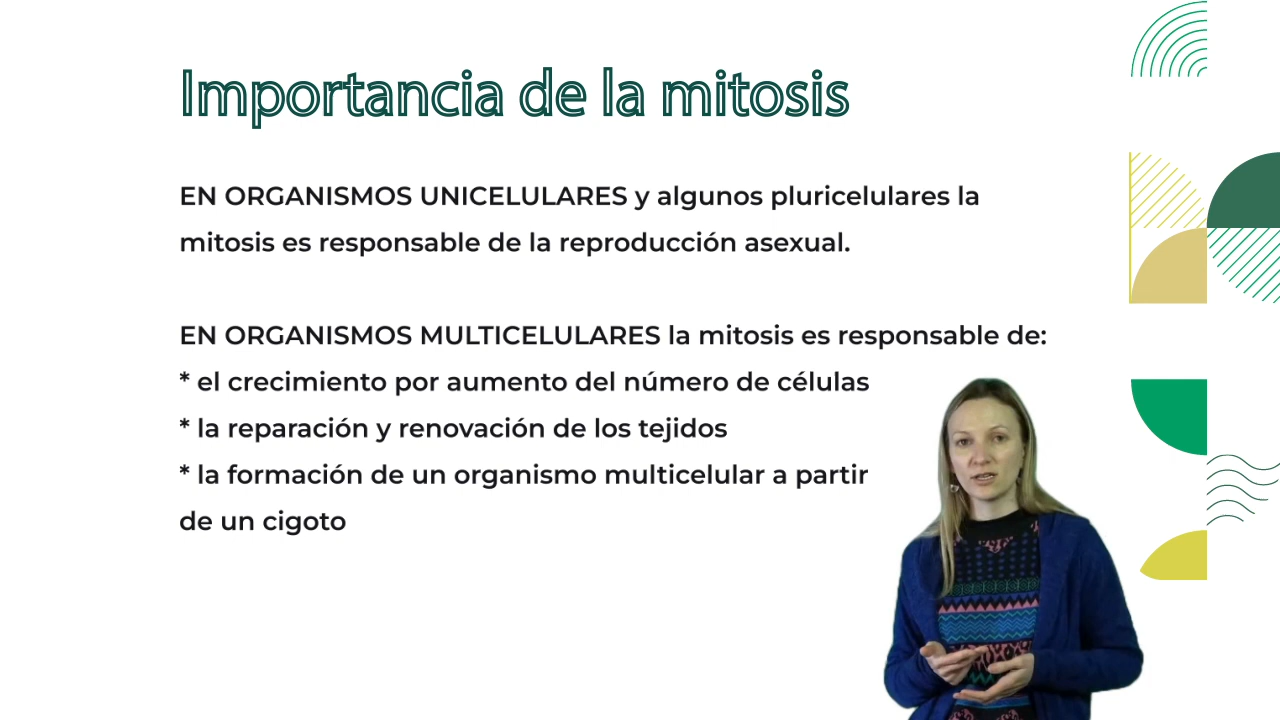 Importancia de la mitosis
EN ORGANISMOS UNICELULARES y algunos pluricelulares la
mitosis es responsable de la reproducción asexual.
EN ORGANISMOS MULTICELULARES la mitosis es responsable de:
* el crecimiento por aumento del número de células
* la reparación y renovación de los tejidos
* la formación de un organismo multicelular a partir
de un cigoto